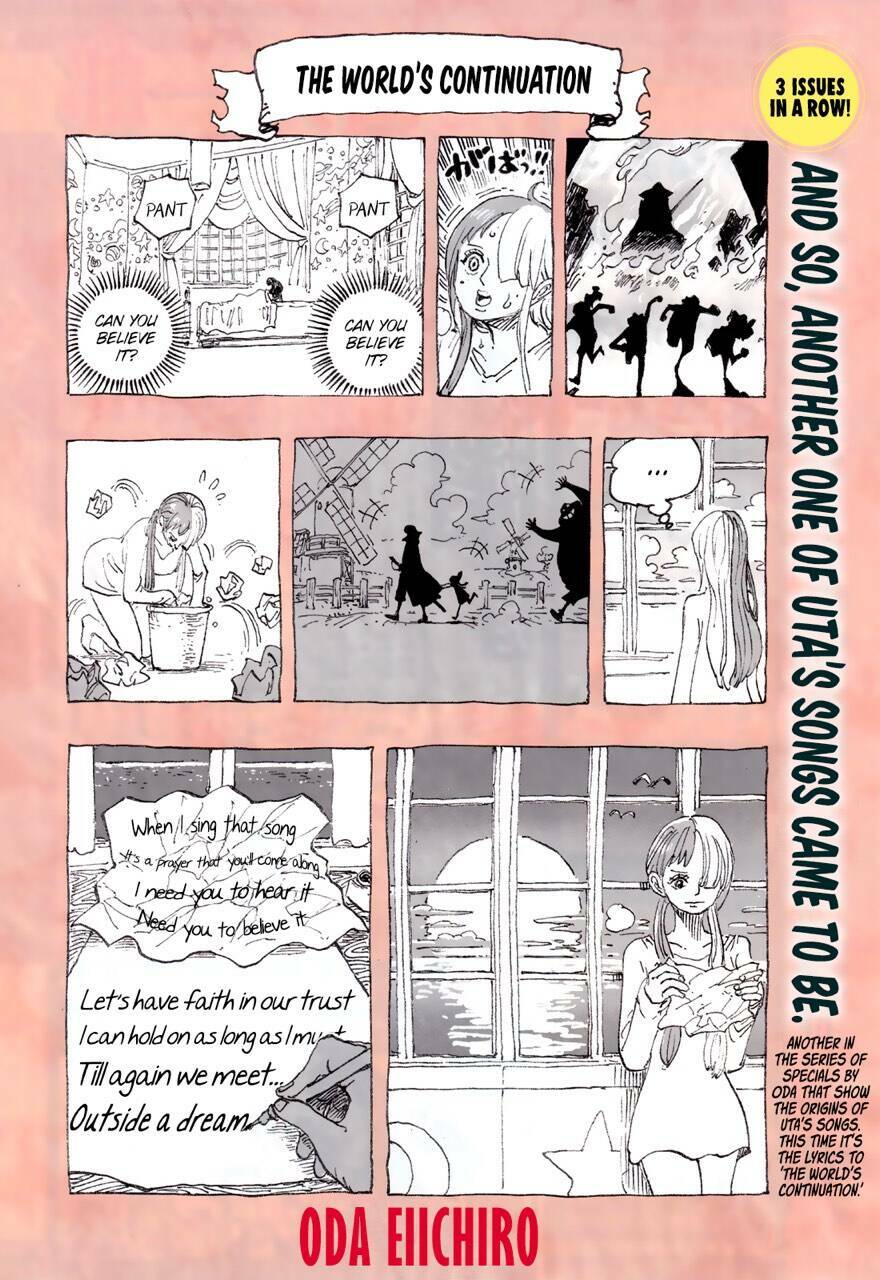 THE WORLD'S CONTINUATION
3 ISSUES
IN A ROW!
AND SO, ANOTHER ONE OF UTA'S SONGS CAME TO BE.
がばっ!!
PANT
PANT
CAN YOU
BELIEVE
IT?
CAN YOU
BELIEVE
IT?
...
When I sing that song
It's a prayer that you'll come along
I need you to hear it
Need you to believe it
Let's have faith in our trust
I can hold on as long as I must
Till again we meet...
Outside a dream
ANOTHER IN
THE SERIES OF
SPECIALS BY
ODA THAT SHOW
THE ORIGINS OF
UTA'S SONGS.
THIS TIME IT'S
THE LYRICS TO
'THE WORLD'S
CONTINUATION.'
ODA EIICHIRO